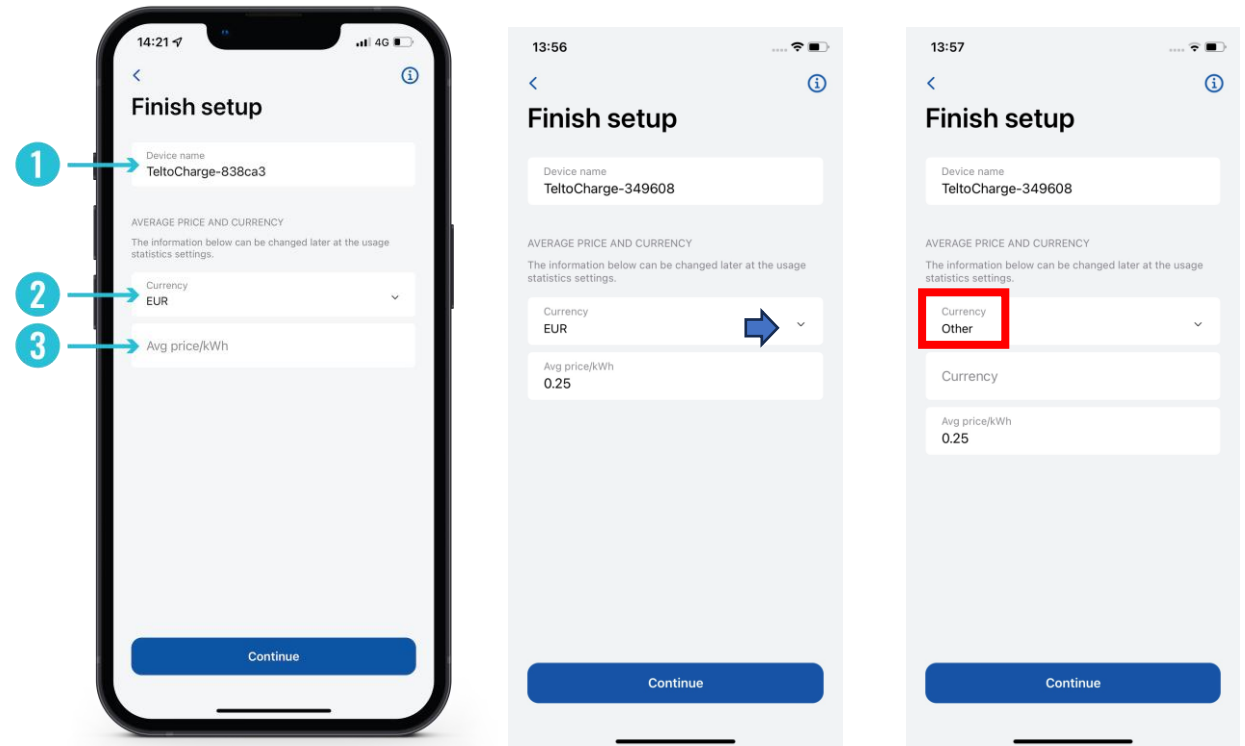 14:21
4G
Finish setup
1
Device name
TeltoCharge-838ca3
AVERAGE PRICE AND CURRENCY
The information below can be changed later at the usage
statistics settings.
2
Currency
EUR
3
Avg price/kWh
Continue
13:56
Finish setup
Device name
TeltoCharge-349608
AVERAGE PRICE AND CURRENCY
The information below can be changed later at the usage
statistics settings.
Currency
EUR
Avg price/kWh
0.25
Continue
13:57
Finish setup
Device name
TeltoCharge-349608
AVERAGE PRICE AND CURRENCY
The information below can be changed later at the usage
statistics settings.
Currency
Other
Currency
Avg price/kWh
0.25
Continue